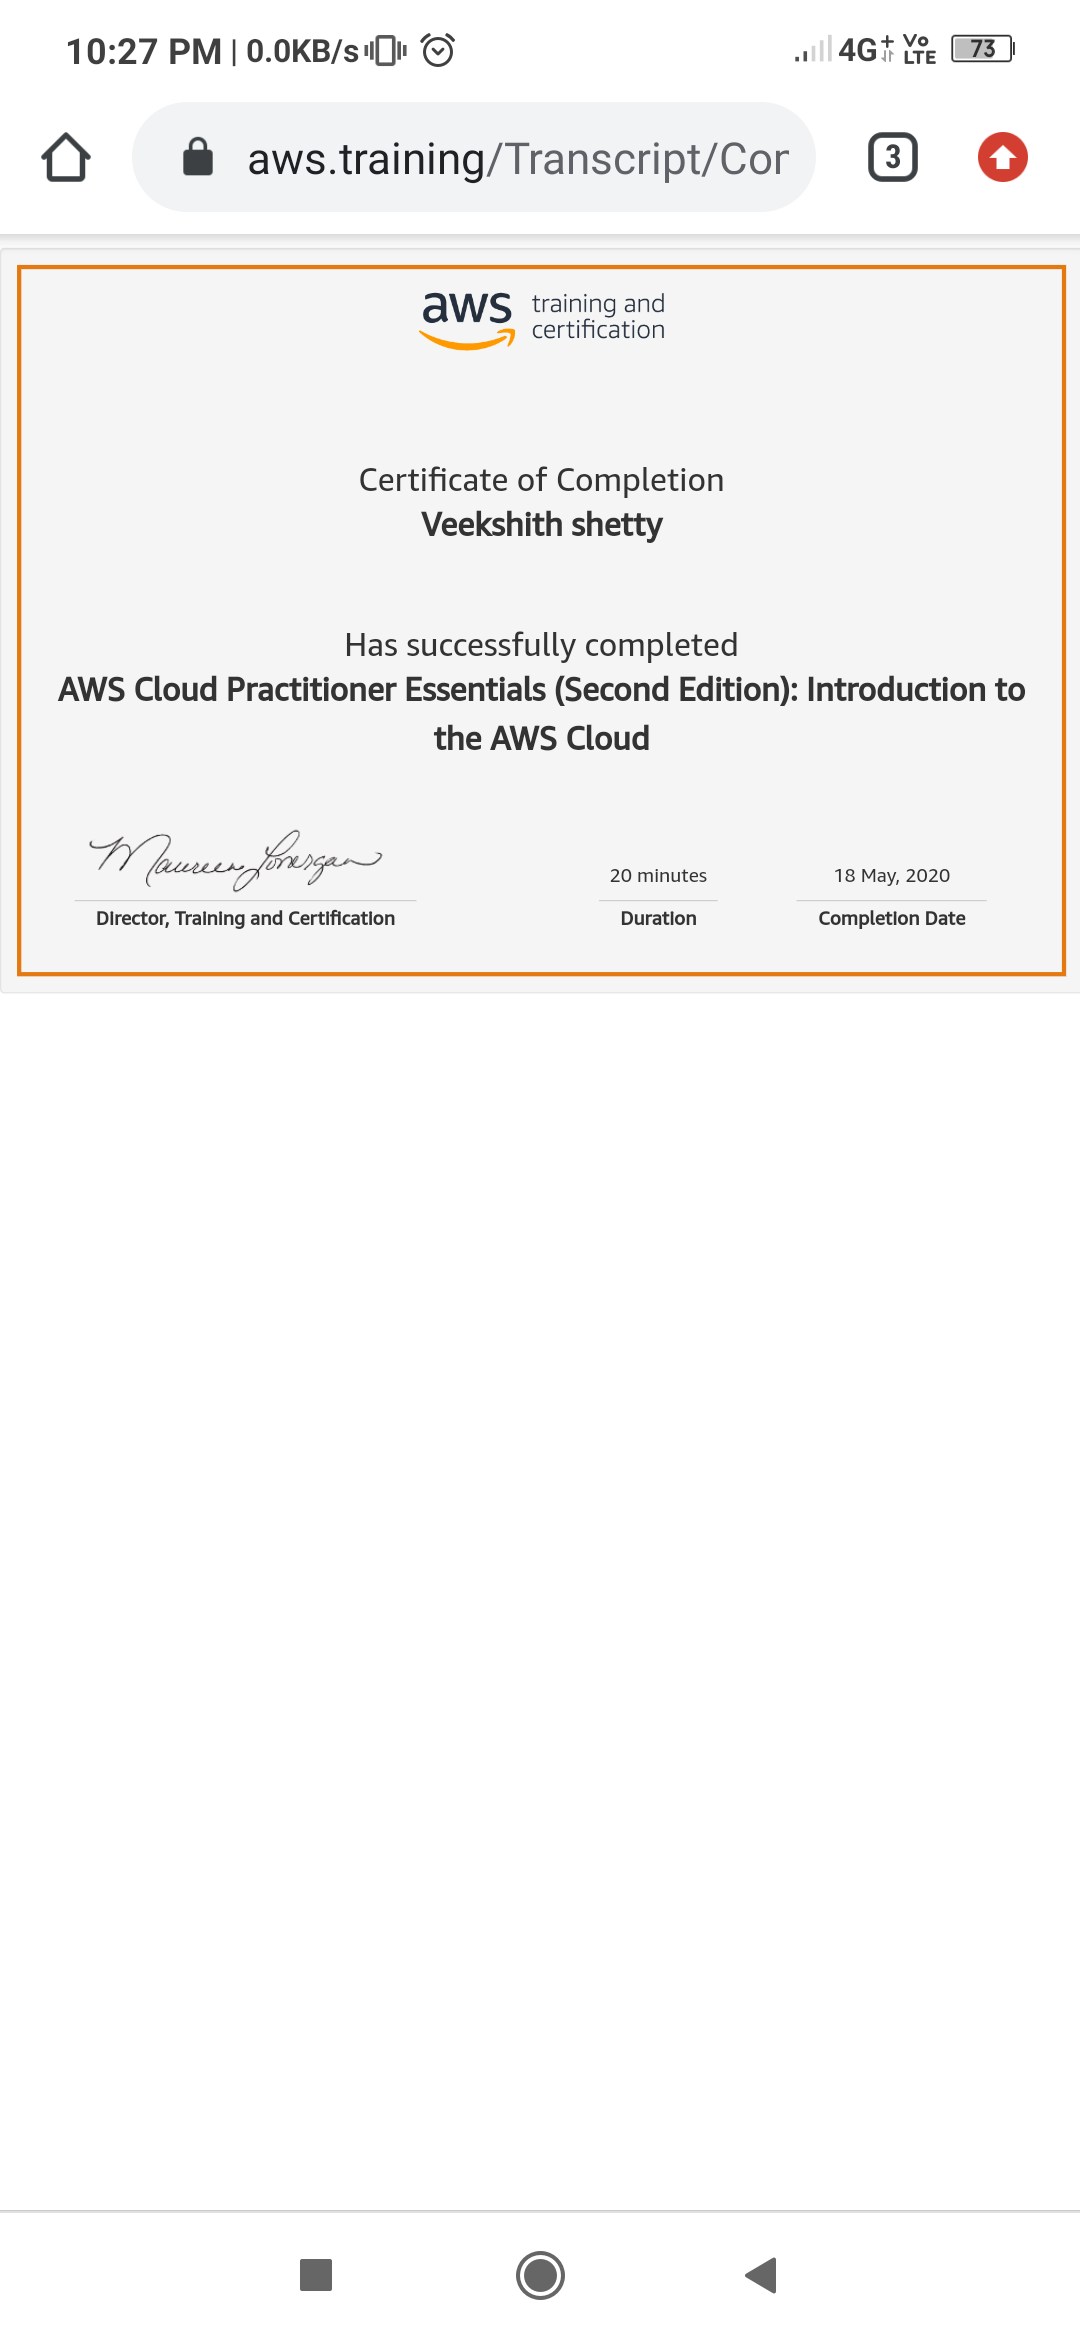 10:27 PM | 0.0KB/s 4G+ Vo LTE 73
aws.training/Transcript/Cor 3
aws training and
certification
Certificate of Completion
Veekshith shetty
Has successfully completed
AWS Cloud Practitioner Essentials (Second Edition): Introduction to
the AWS Cloud
Maureen Lonergan
20 minutes 18 May, 2020
Director, Training and Certification Duration Completion Date